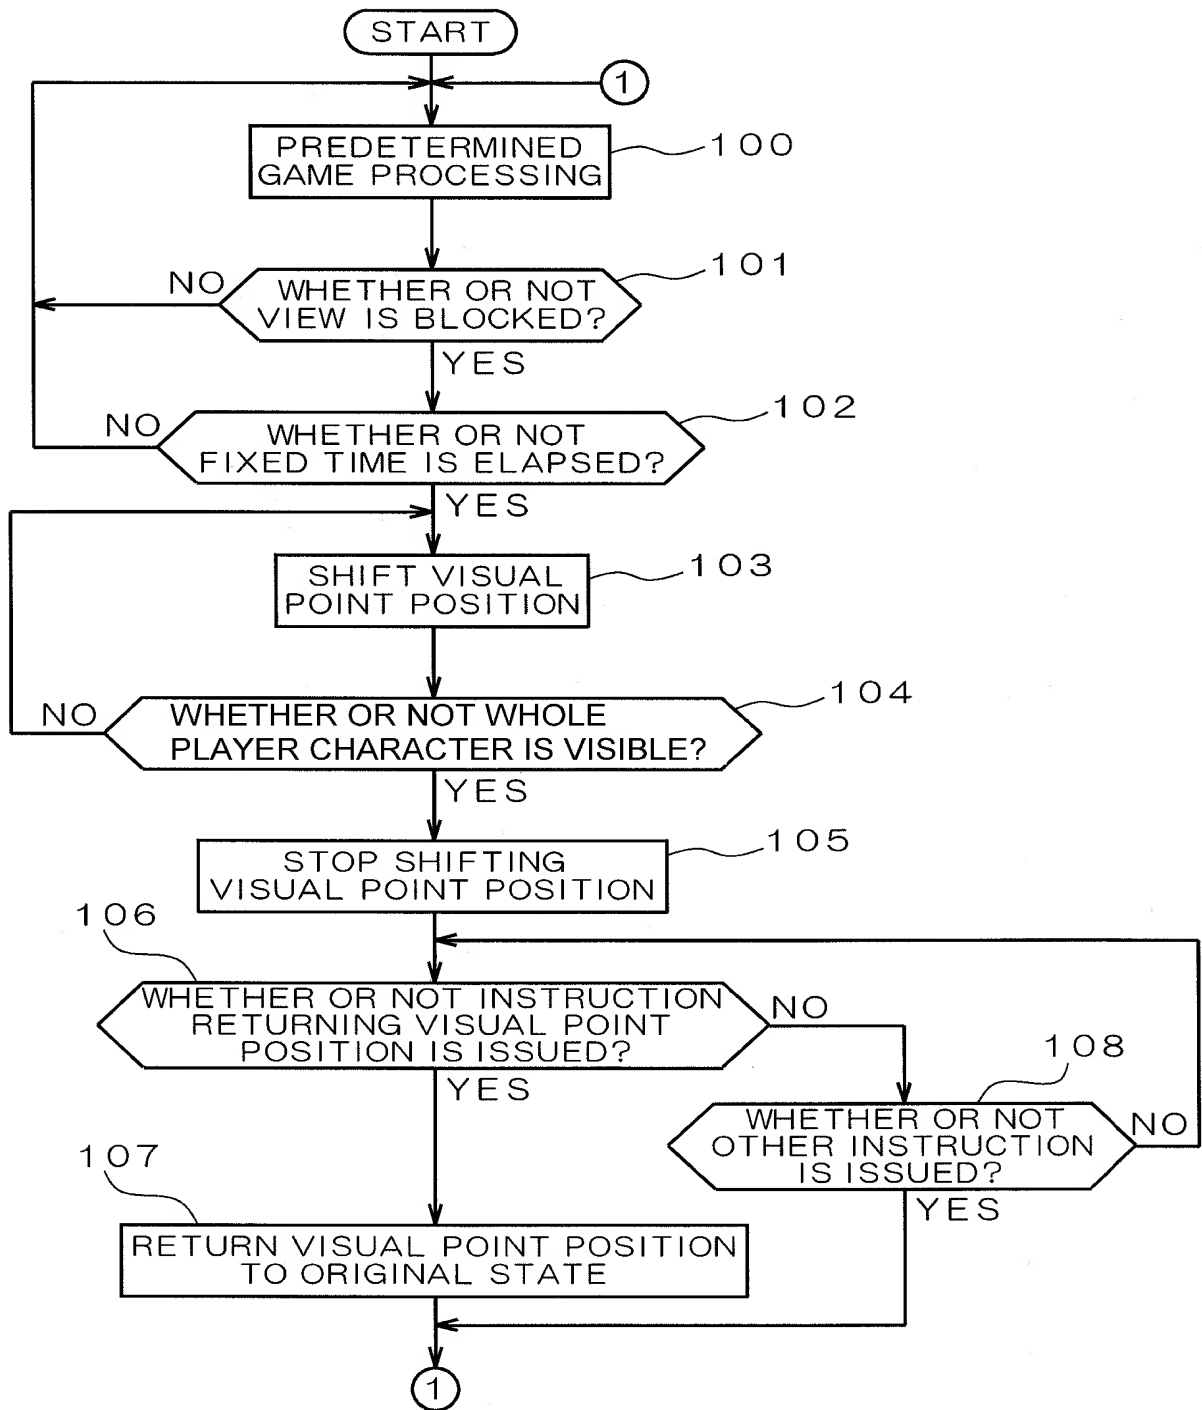 START
1
PREDETERMINED
GAME PROCESSING
100
101
NO
WHETHER OR NOT
VIEW IS BLOCKED?
YES
102
NO
WHETHER OR NOT
FIXED TIME IS ELAPSED?
YES
SHIFT VISUAL
POINT POSITION
103
104
NO
WHETHER OR NOT WHOLE
PLAYER CHARACTER IS VISIBLE?
YES
105
STOP SHIFTING
VISUAL POINT POSITION
106
WHETHER OR NOT INSTRUCTION
RETURNING VISUAL POINT
POSITION IS ISSUED?
NO
YES
108
WHETHER OR NOT
OTHER INSTRUCTION
IS ISSUED?
NO
YES
107
RETURN VISUAL POINT POSITION
TO ORIGINAL STATE
1